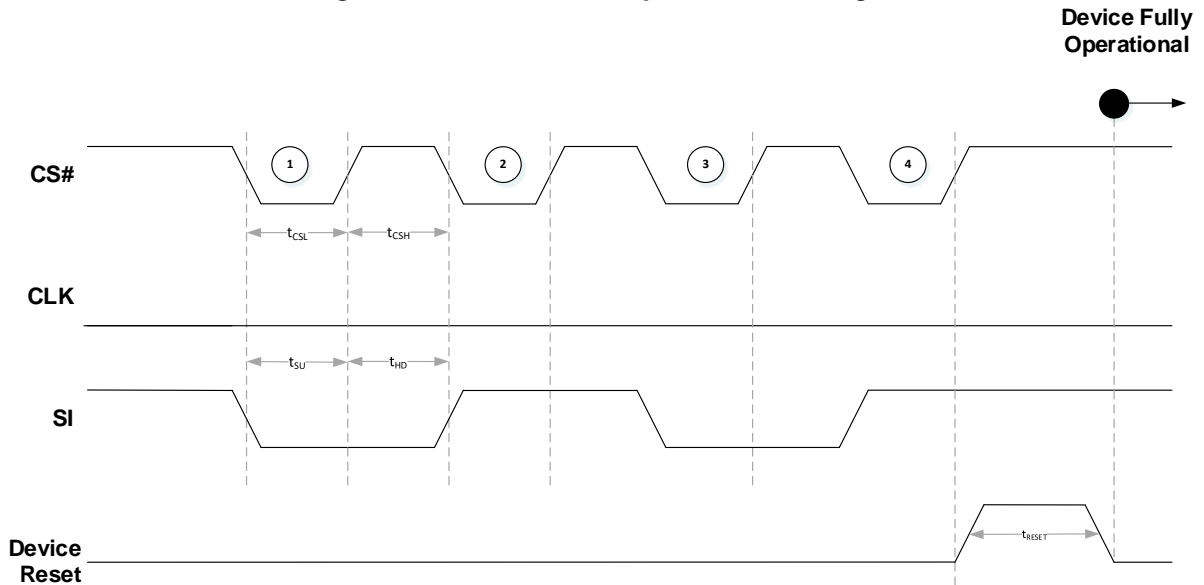 Device Fully
Operational
CS#
1
2
3
4
tCSL
tCSH
CLK
tSU
tHD
SI
Device
Reset
tRESET